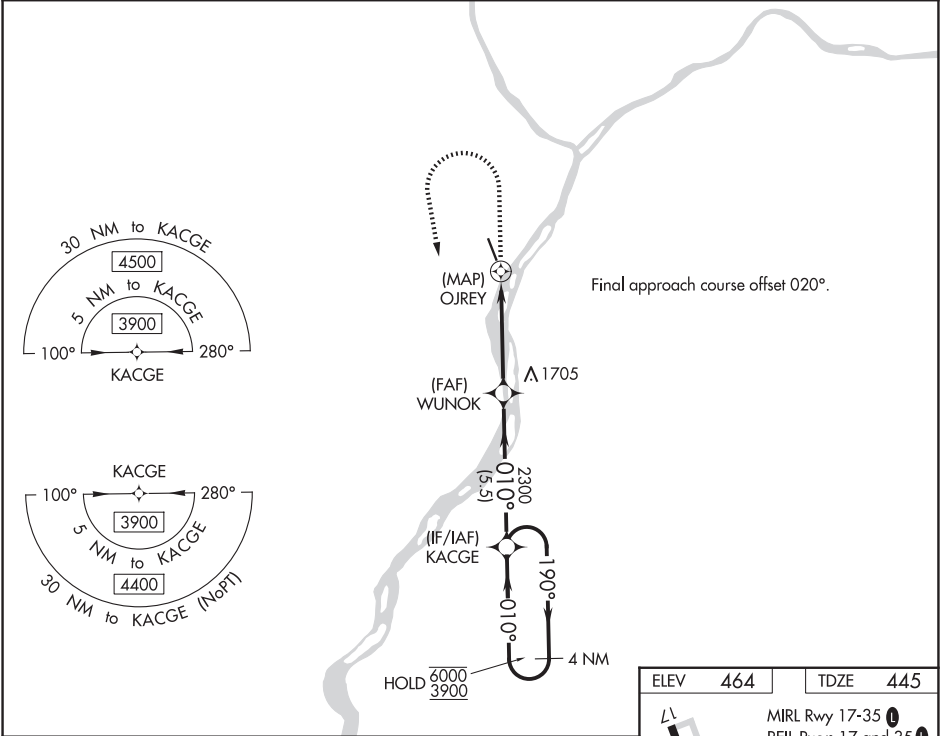 30 NM to KACGE
4500
5 NM to KACGE
3900
100° 280°
KACGE
KACGE
100° 280°
3900
5 NM to KACGE
4400
30 NM to KACGE (NoPT)
(MAP)
OJREY
Final approach course offset 020°.
(FAF)
WUNOK
1705
2300
010°
(5.5)
(IF/IAF)
KACGE
190°
010°
4 NM
HOLD 6000
3900
ELEV 464 TDZE 445
17
MIRL Rwy 17-35 L
REIL Rwys 17 and 35 L